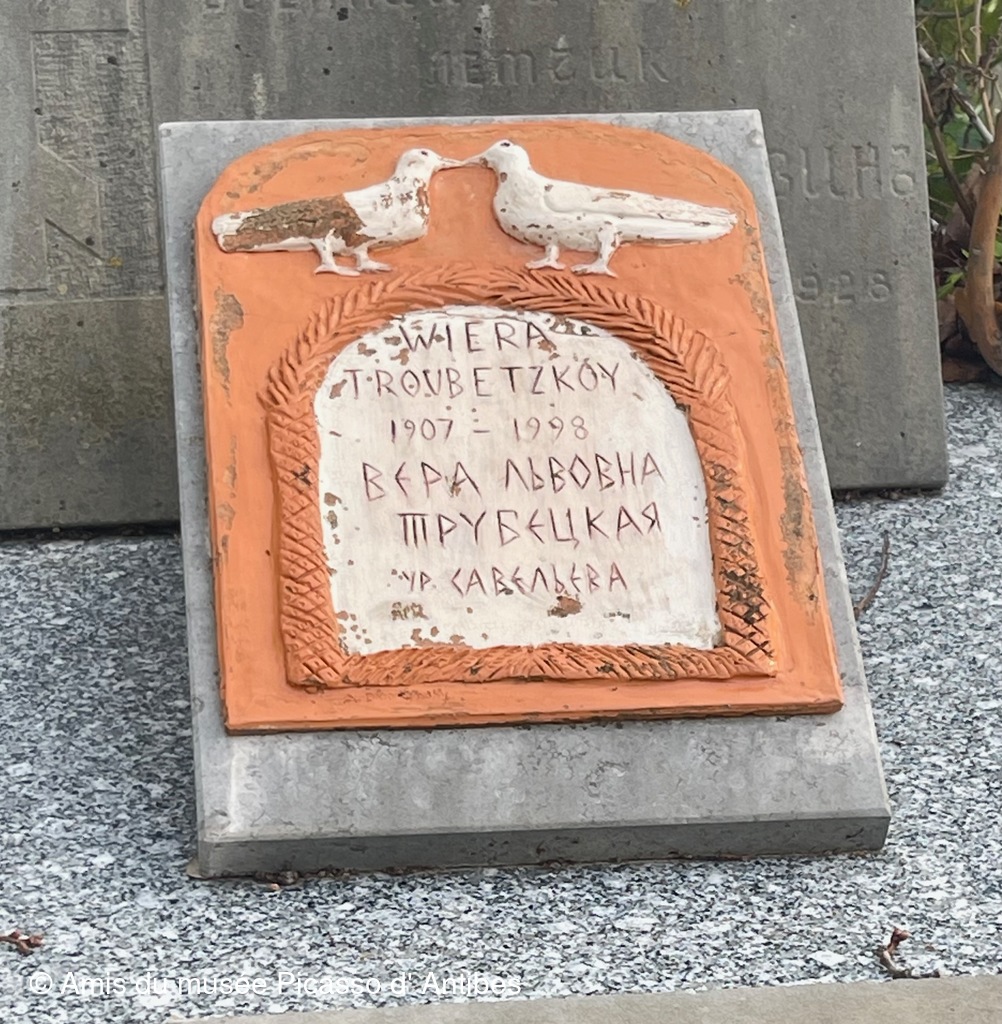 WIERA
TROUBETZKOY
1907 – 1998
ВЕРА ЛЬВОВНА
ТРУБЕЦКАЯ
УР. САВЕЛЬЕВА
© Amis du musée Picasso d' Antibes